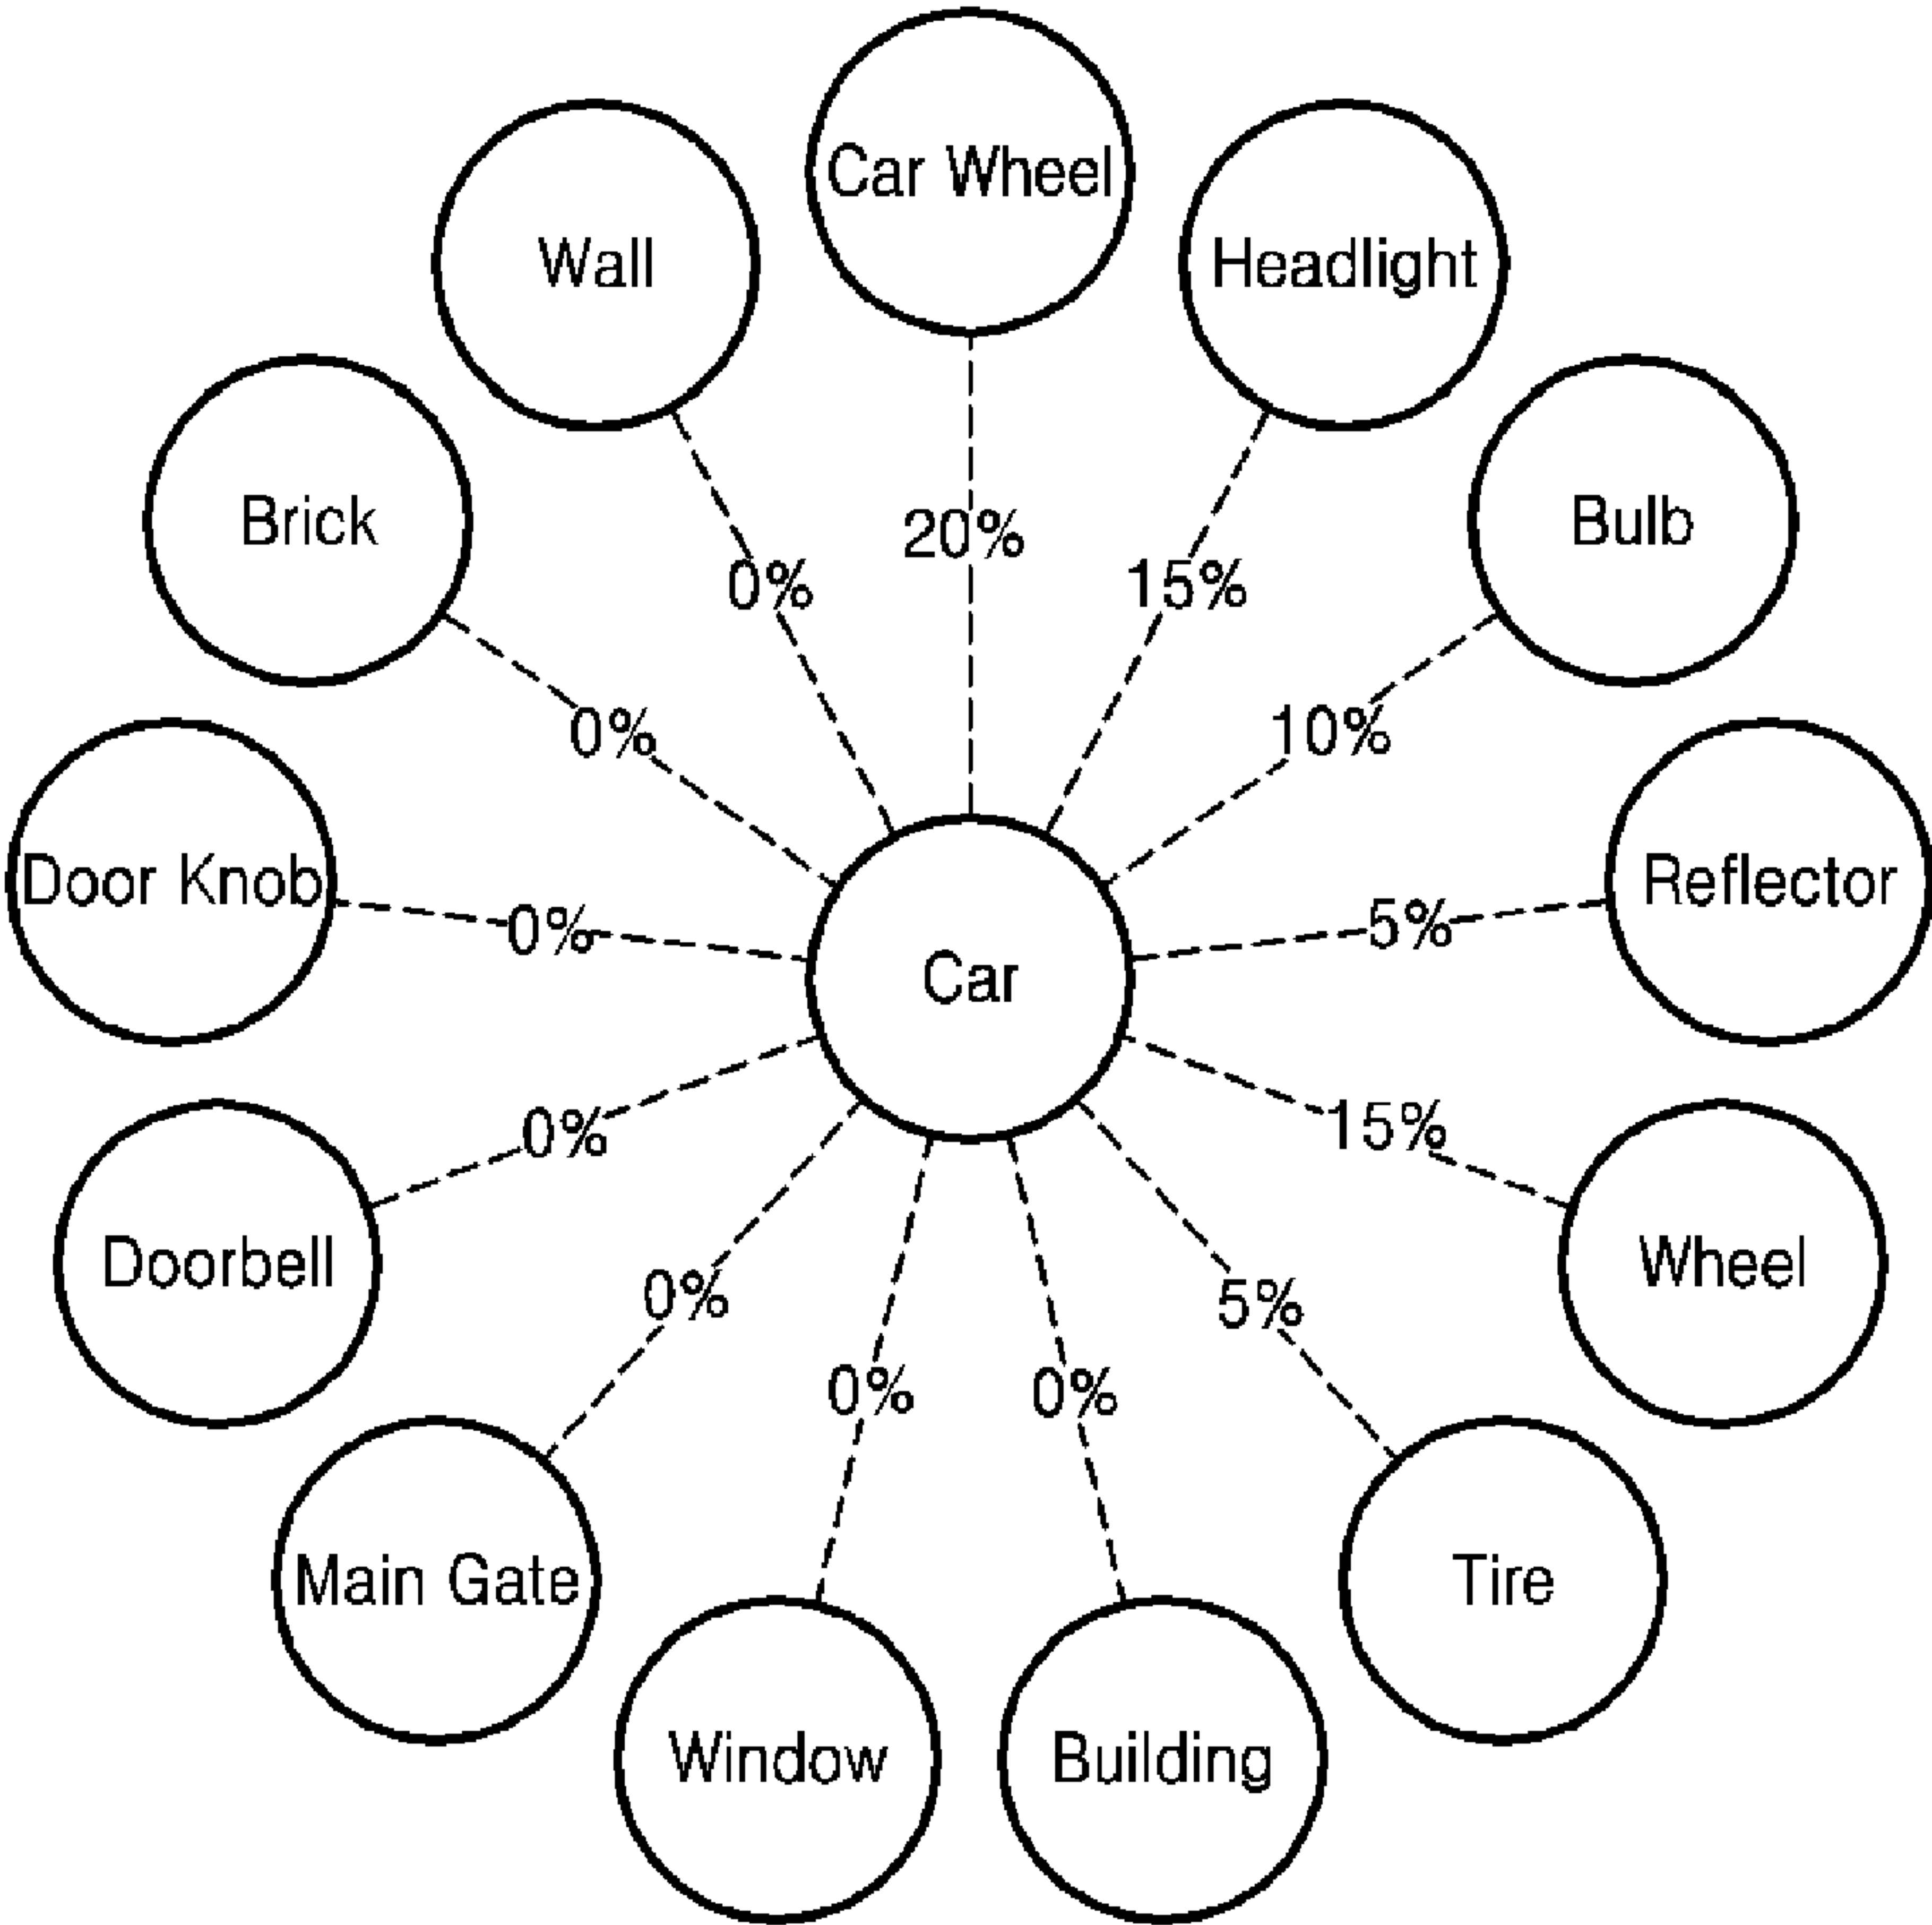 Car Wheel
Wall
Headlight
Brick
Bulb
20%
0%
15%
0%
10%
Door Knob
Reflector
0%
5%
Car
0%
15%
Doorbell
Wheel
0%
5%
0%
0%
Main Gate
Tire
Window
Building